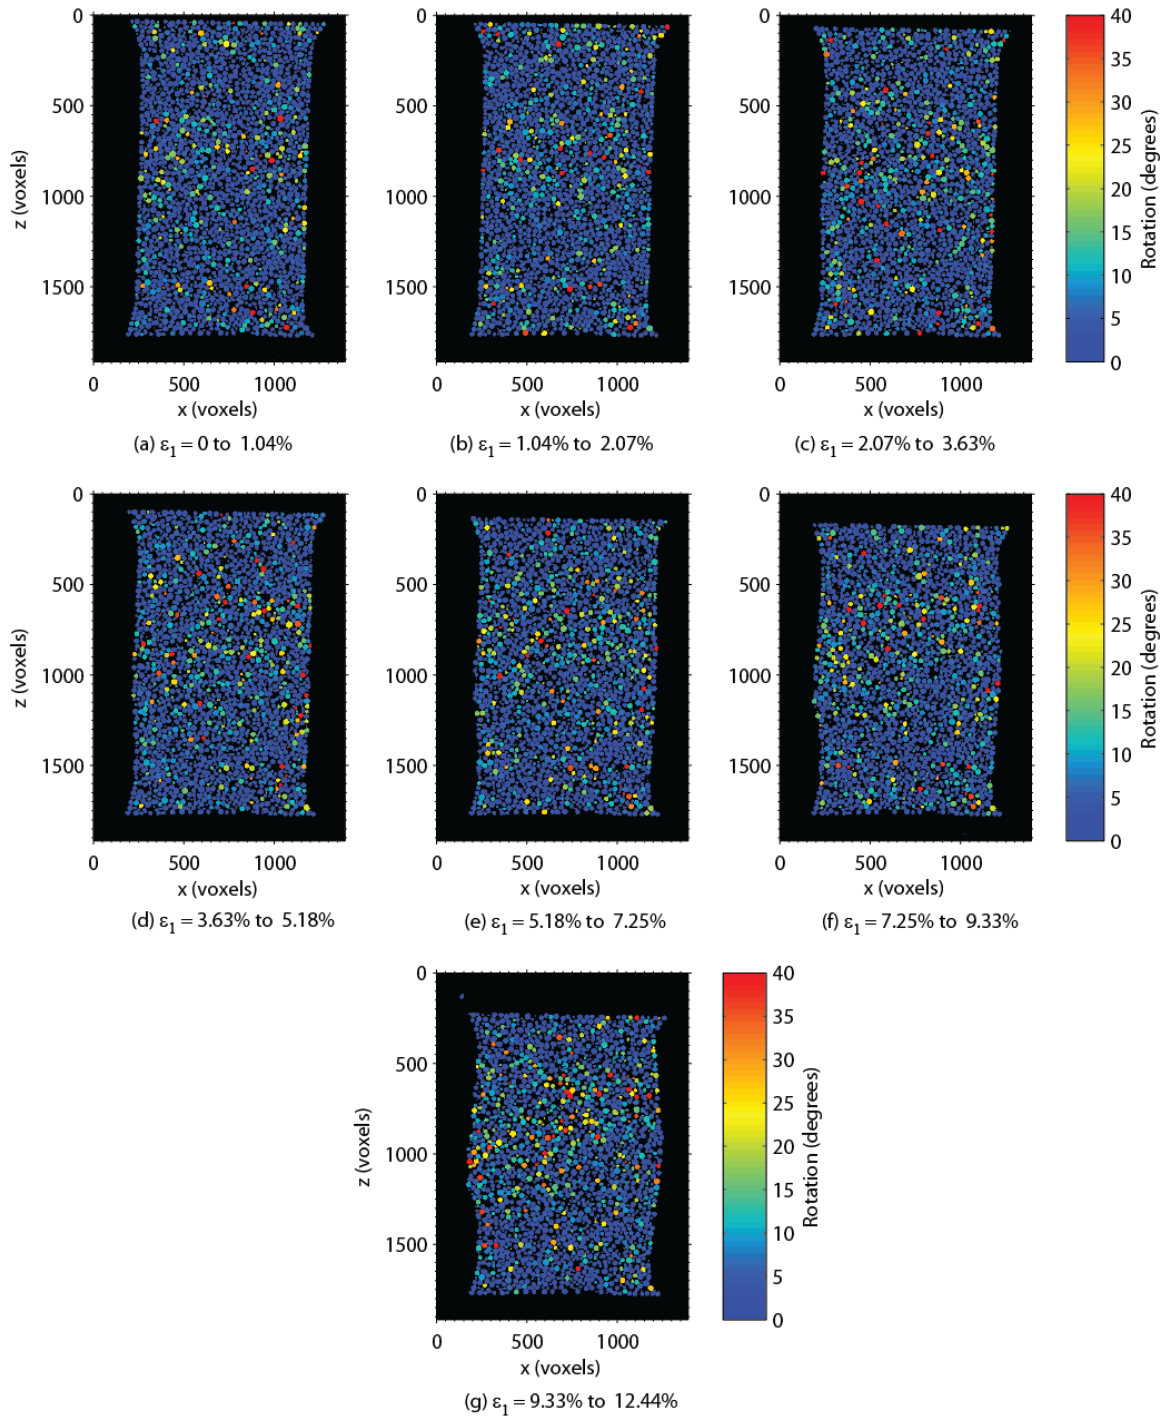 0
500
1000
1500
z (voxels)
0 500 1000
x (voxels)
(a) ε1 = 0 to 1.04%
0
500
1000
1500
0 500 1000
x (voxels)
(b) ε1 = 1.04% to 2.07%
0
500
1000
1500
0 500 1000
x (voxels)
(c) ε1 = 2.07% to 3.63%
40
35
30
25
20
15
10
5
0
Rotation (degrees)
0
500
1000
1500
z (voxels)
0 500 1000
x (voxels)
(d) ε1 = 3.63% to 5.18%
0
500
1000
1500
0 500 1000
x (voxels)
(e) ε1 = 5.18% to 7.25%
0
500
1000
1500
0 500 1000
x (voxels)
(f) ε1 = 7.25% to 9.33%
40
35
30
25
20
15
10
5
0
Rotation (degrees)
0
500
1000
1500
z (voxels)
0 500 1000
x (voxels)
(g) ε1 = 9.33% to 12.44%
40
35
30
25
20
15
10
5
0
Rotation (degrees)